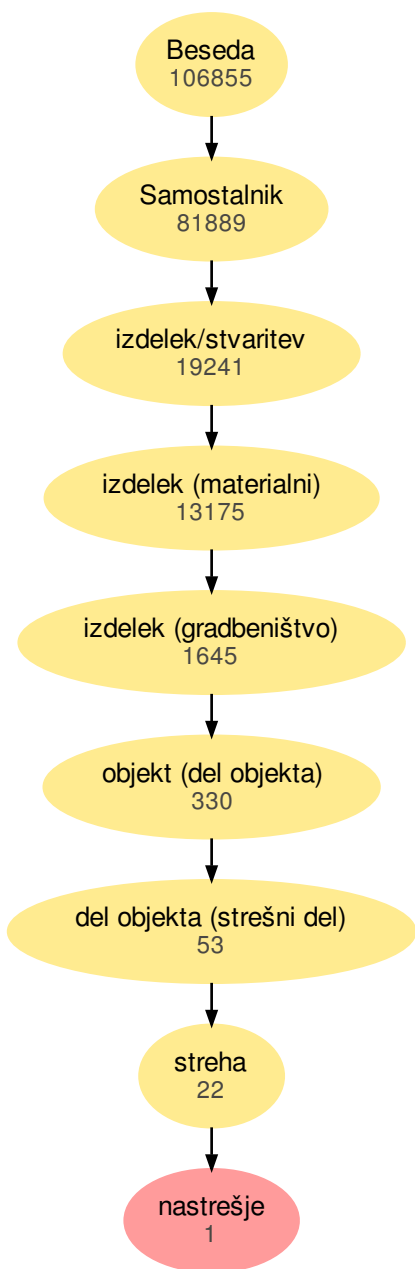 Beseda
106855
Samostalnik
81889
izdelek/stvaritev
19241
izdelek (materialni)
13175
izdelek (gradbeništvo)
1645
objekt (del objekta)
330
del objekta (strešni del)
53
streha
22
nastrešje
1